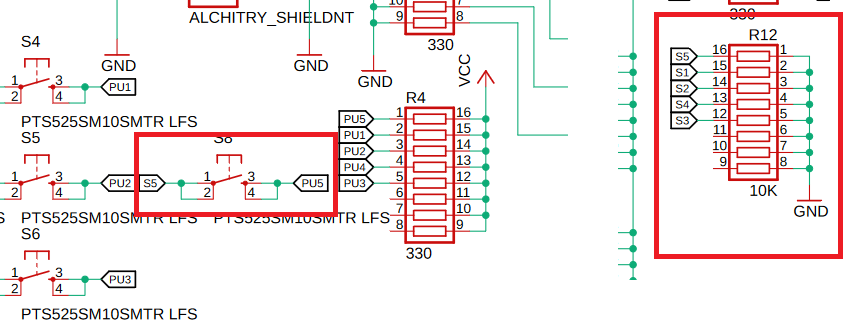 ALCHITRY_SHIELDNT
GND
GND
S4
1 3
2 4
PU1
PTS525SM10SMTR LFS
S5
1 3
2 4
PU2
PTS525SM10SMTR LFS
S6
1 3
2 4
PU3
PTS525SM10SMTR LFS
S8
S5
1 3
2 4
PU5
PTS525SM10SMTR LFS
10 7
9 8
330
GND
VCC
R4
PU5 1 16
PU1 2 15
PU2 3 14
PU4 4 13
PU3 5 12
6 11
7 10
8 9
330
330
R12
S5 16 1
S1 15 2
S2 14 3
S4 13 4
S3 12 5
11 6
10 7
9 8
10K
GND